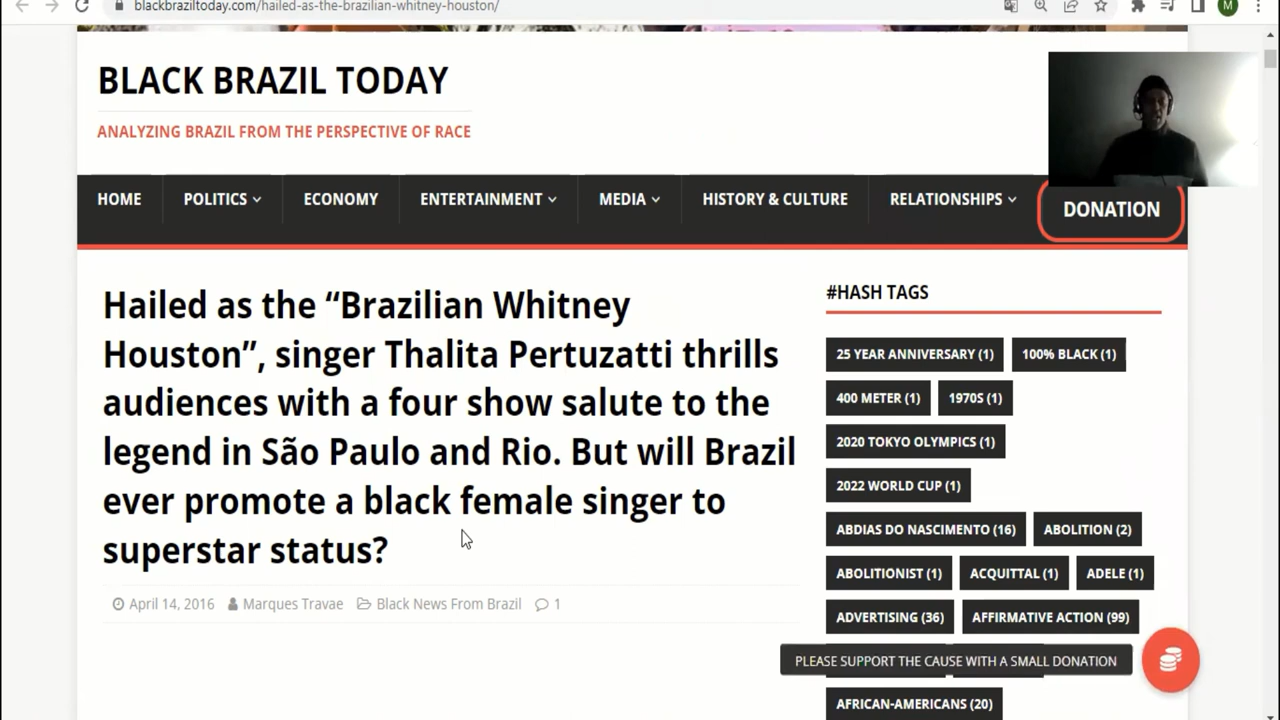 blackbraziltoday.com/hailed-as-the-brazilian-whitney-houston/
M
BLACK BRAZIL TODAY
ANALYZING BRAZIL FROM THE PERSPECTIVE OF RACE
HOME POLITICS ECONOMY ENTERTAINMENT MEDIA HISTORY & CULTURE RELATIONSHIPS DONATION
Hailed as the “Brazilian Whitney
Houston”, singer Thalita Pertuzatti thrills
audiences with a four show salute to the
legend in São Paulo and Rio. But will Brazil
ever promote a black female singer to
superstar status?
April 14, 2016 Marques Travae Black News From Brazil 1
#HASH TAGS
25 YEAR ANNIVERSARY (1) 100% BLACK (1)
400 METER (1) 1970S (1)
2020 TOKYO OLYMPICS (1)
2022 WORLD CUP (1)
ABDIAS DO NASCIMENTO (16) ABOLITION (2)
ABOLITIONIST (1) ACQUITTAL (1) ADELE (1)
ADVERTISING (36) AFFIRMATIVE ACTION (99)
PLEASE SUPPORT THE CAUSE WITH A SMALL DONATION
AFRICAN-AMERICANS (20)